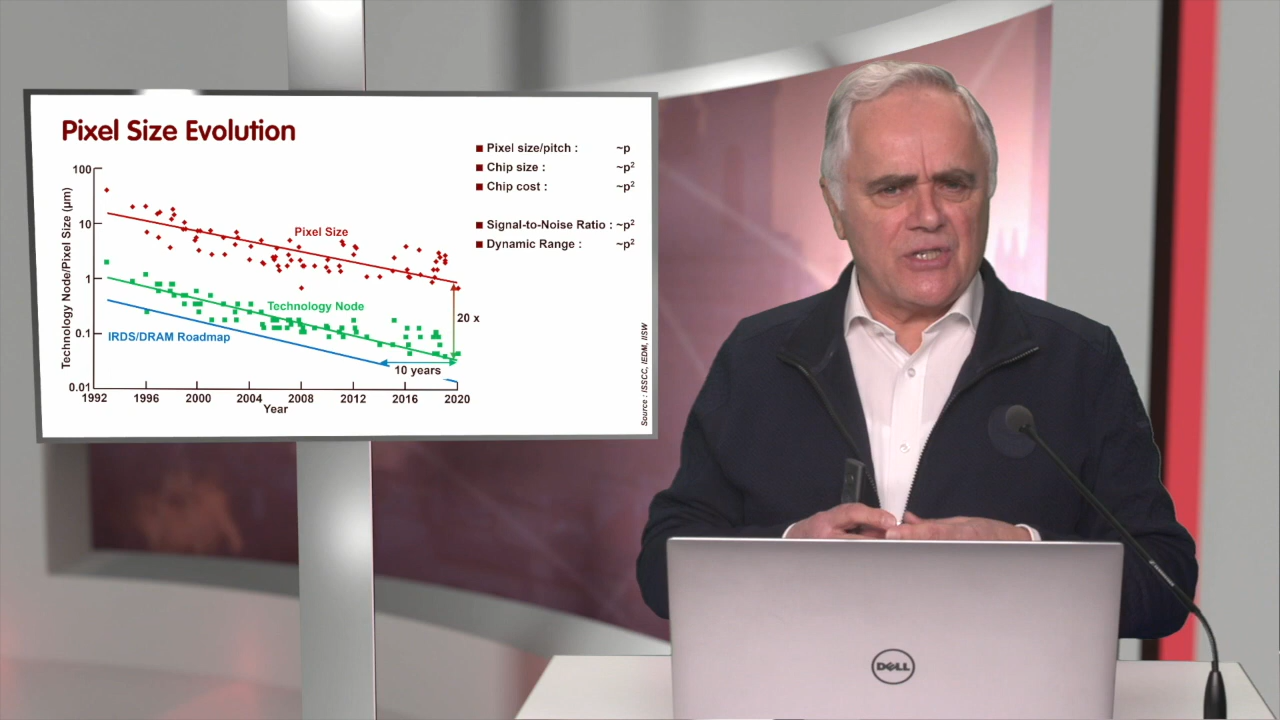 Pixel Size Evolution
Pixel size/pitch : ~p
Chip size : ~p²
Chip cost : ~p²
Signal-to-Noise Ratio : ~p²
Dynamic Range : ~p²
Technology Node/Pixel Size (µm)
100
10
1
0.1
0.01
Pixel Size
Technology Node
IRDS/DRAM Roadmap
20 x
10 years
1992 1996 2000 2004 2008 2012 2016 2020
Year
Source : ISSCC, IEDM, IISW
DELL